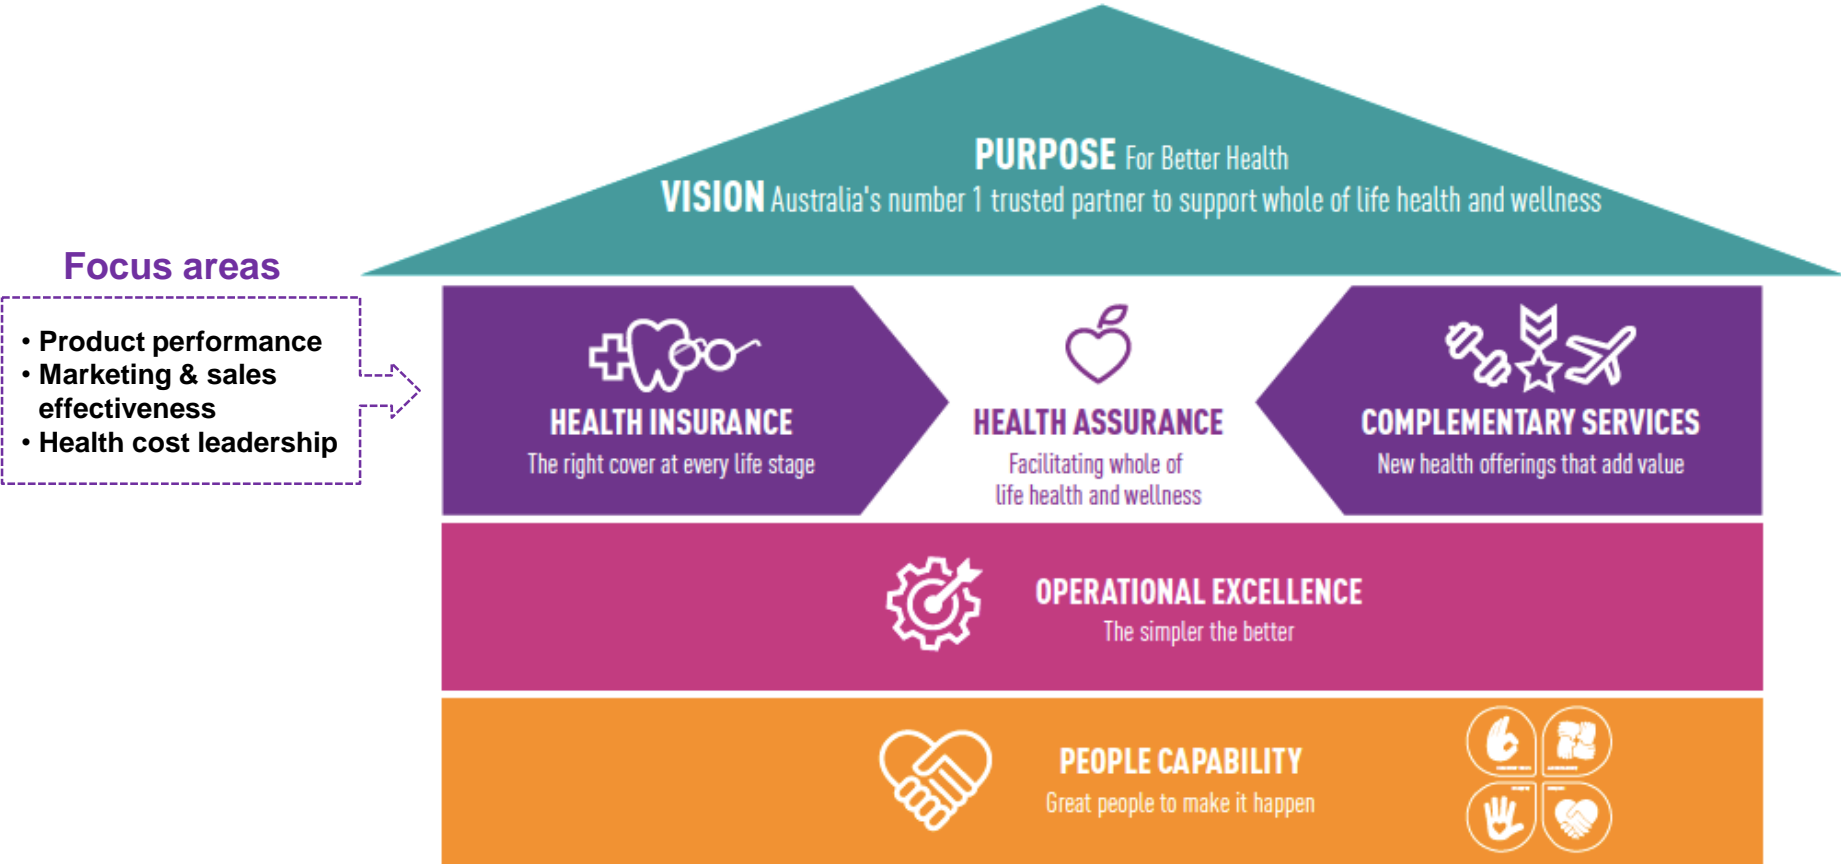 PURPOSE For Better Health
VISION Australia's number 1 trusted partner to support whole of life health and wellness
Focus areas
• Product performance
• Marketing & sales
effectiveness
• Health cost leadership
HEALTH INSURANCE
The right cover at every life stage
HEALTH ASSURANCE
Facilitating whole of
life health and wellness
COMPLEMENTARY SERVICES
New health offerings that add value
OPERATIONAL EXCELLENCE
The simpler the better
PEOPLE CAPABILITY
Great people to make it happen